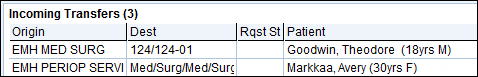 Incoming Transfers (3)
Origin Dest Rqst St Patient
EMH MED SURG 124/124-01 Goodwin, Theodore (18yrs M)
EMH PERIOP SERVI Med/Surg/Med/Surg Markkaa, Avery (30yrs F)